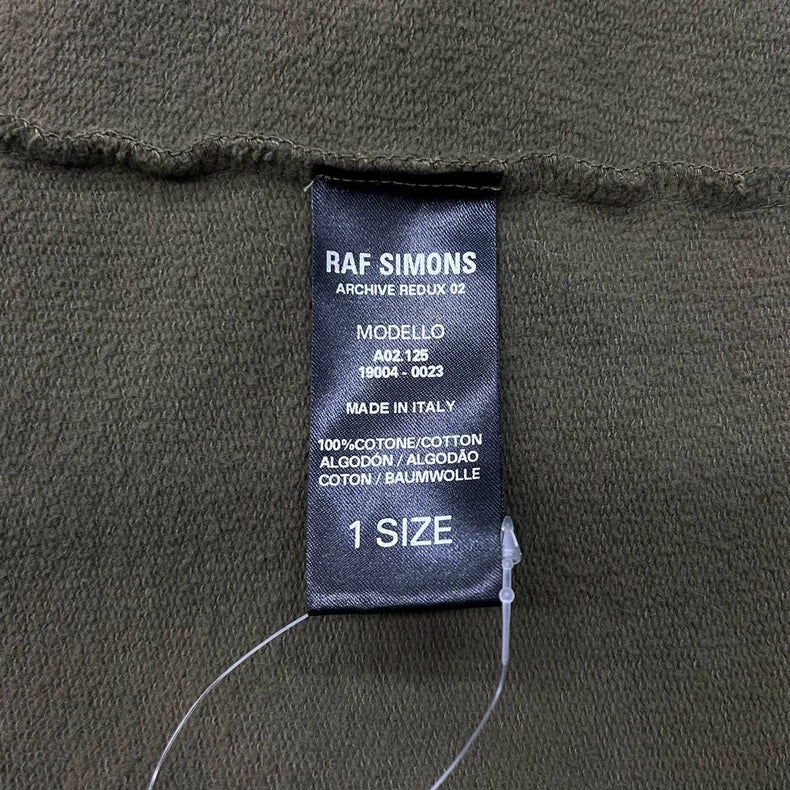 RAF SIMONS
ARCHIVE REDUX 02
MODELLO
A02.125
19004 - 0023
MADE IN ITALY
100%COTONE/COTTON
ALGODÓN / ALGODÃO
COTON / BAUMWOLLE
1 SIZE